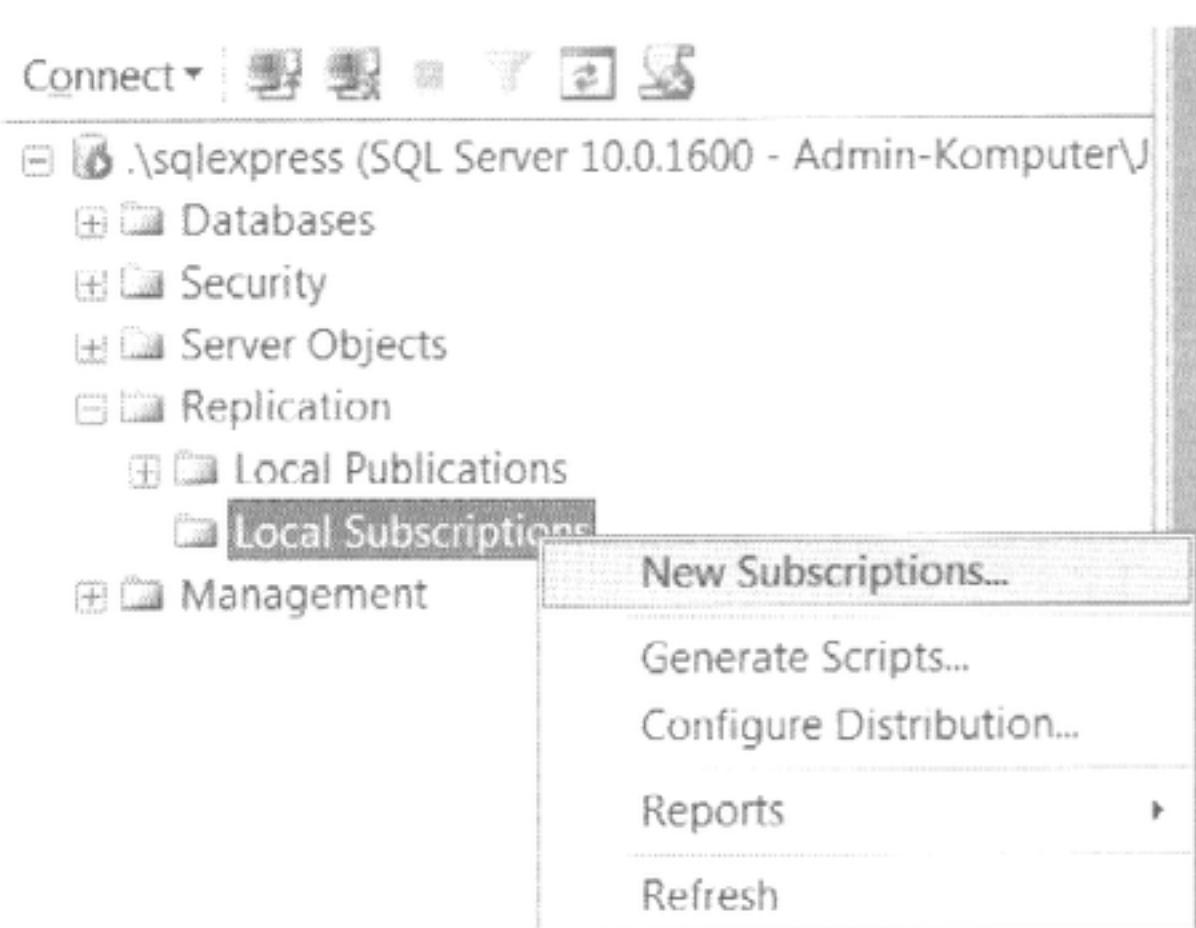 Connect
.\sqlexpress (SQL Server 10.0.1600 - Admin-Komputer\J
Databases
Security
Server Objects
Replication
Local Publications
Local Subscriptions
Management
New Subscriptions...
Generate Scripts...
Configure Distribution...
Reports
Refresh